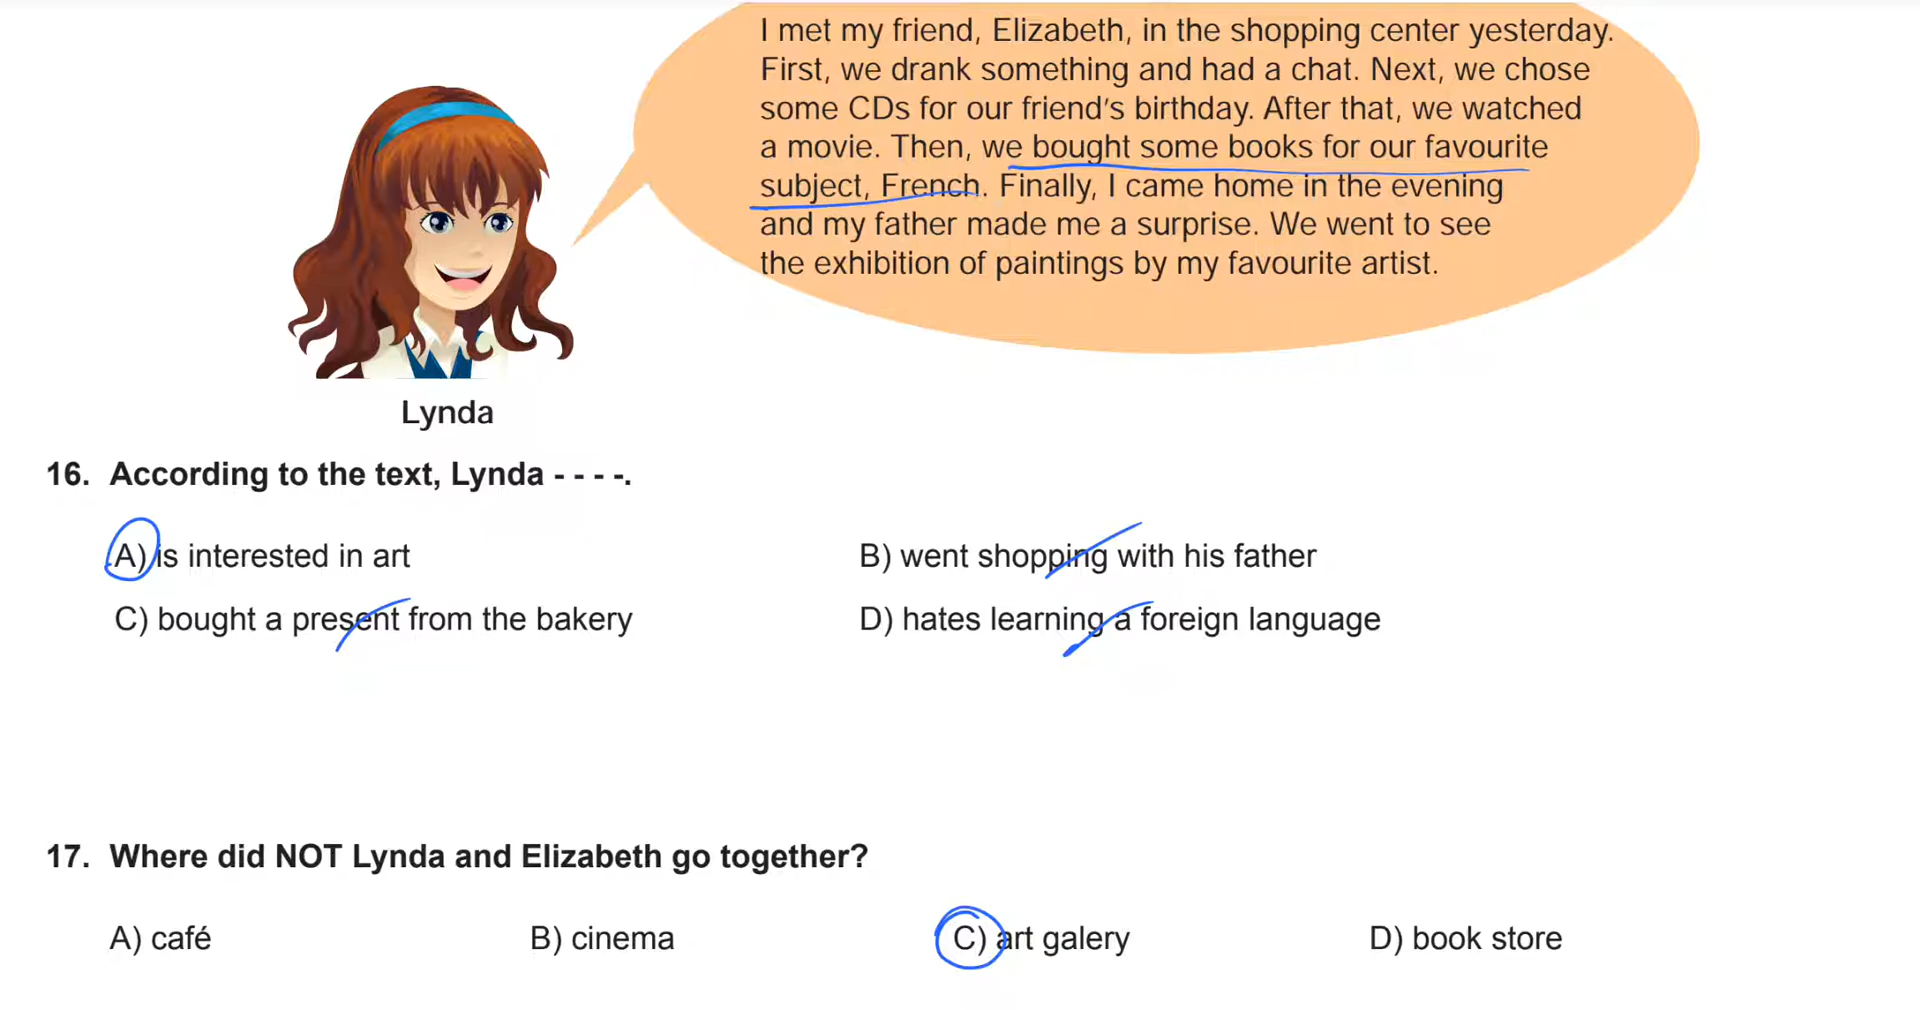 I met my friend, Elizabeth, in the shopping center yesterday.
First, we drank something and had a chat. Next, we chose
some CDs for our friend's birthday. After that, we watched
a movie. Then, we bought some books for our favourite
subject, French. Finally, I came home in the evening
and my father made me a surprise. We went to see
the exhibition of paintings by my favourite artist.
Lynda
16. According to the text, Lynda - - - -.
A) is interested in art
B) went shopping with his father
C) bought a present from the bakery
D) hates learning a foreign language
17. Where did NOT Lynda and Elizabeth go together?
A) café
B) cinema
C) art galery
D) book store